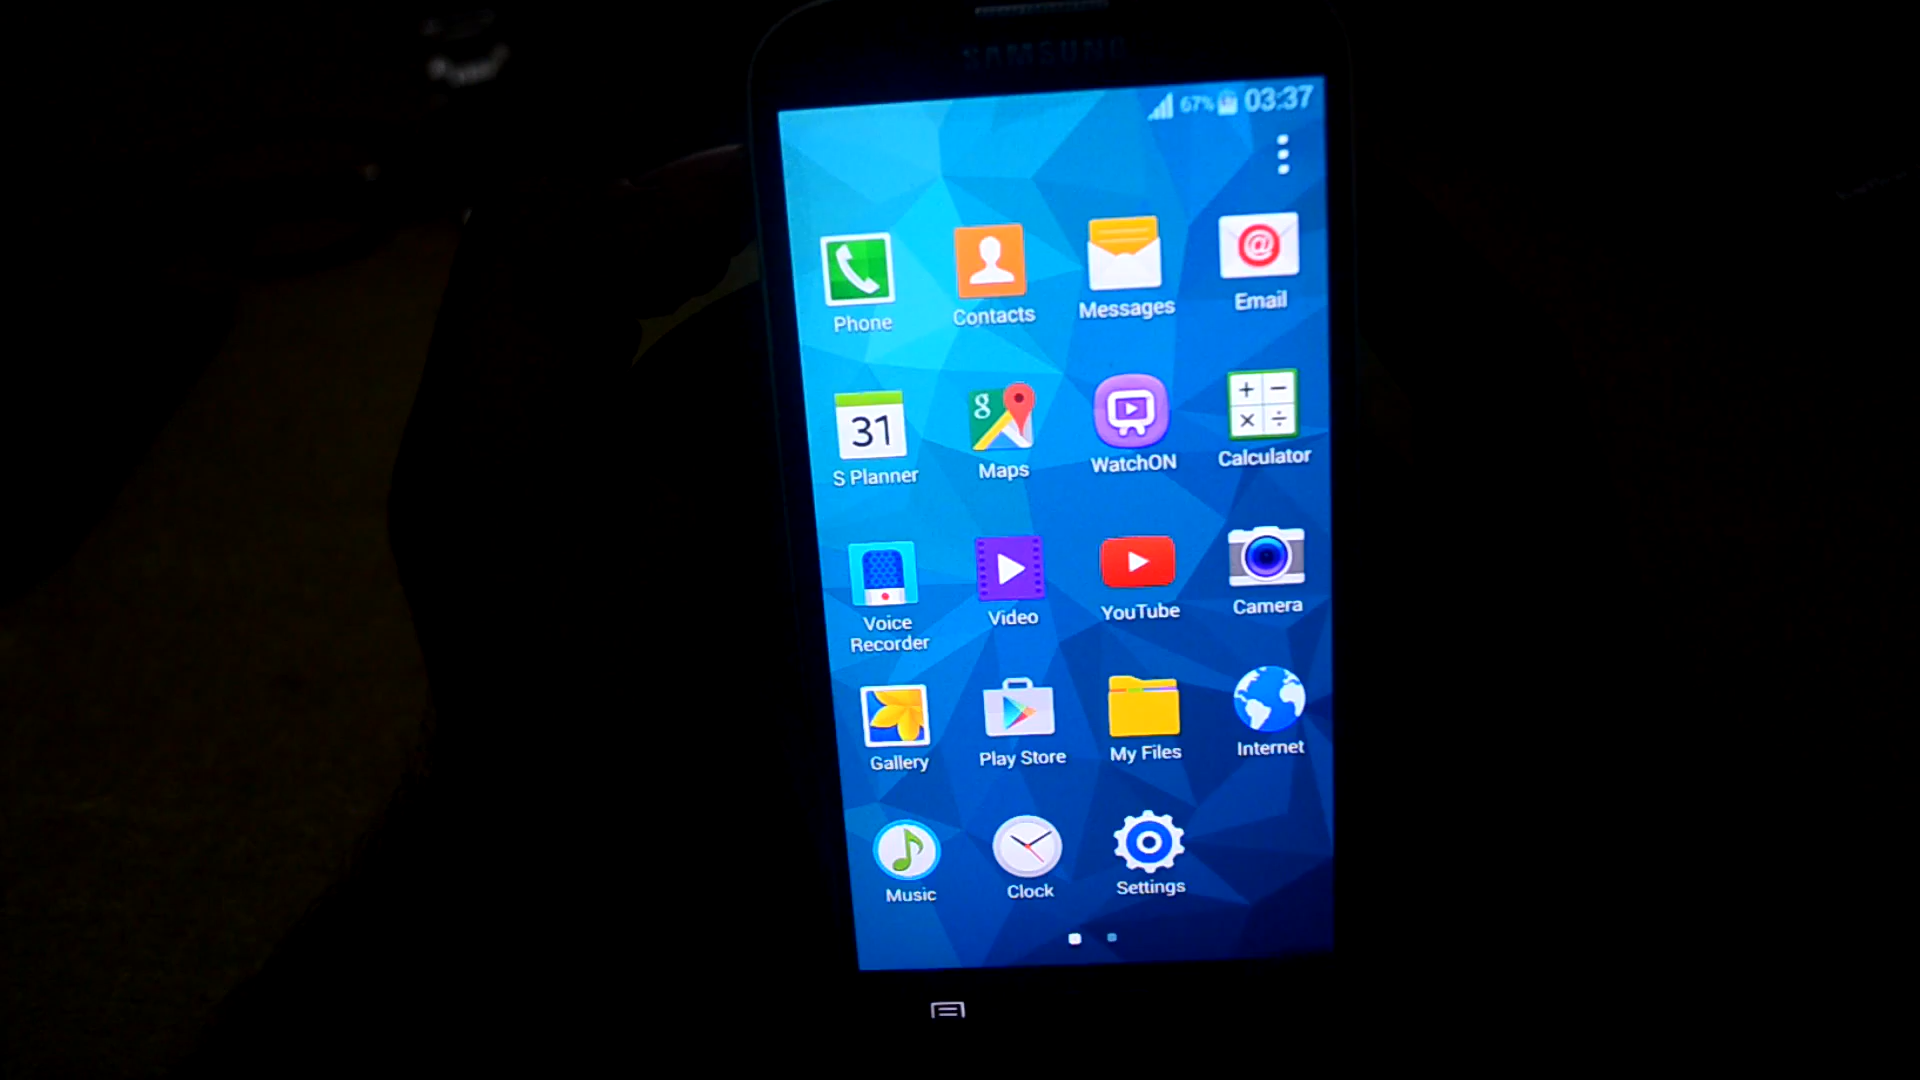 SAMSUNG
67% 03:37
Phone Contacts Messages Email
31
S Planner
g
Maps WatchON
+ − × ÷
Calculator
Voice
Recorder
Video YouTube Camera
Gallery Play Store My Files Internet
Music Clock Settings